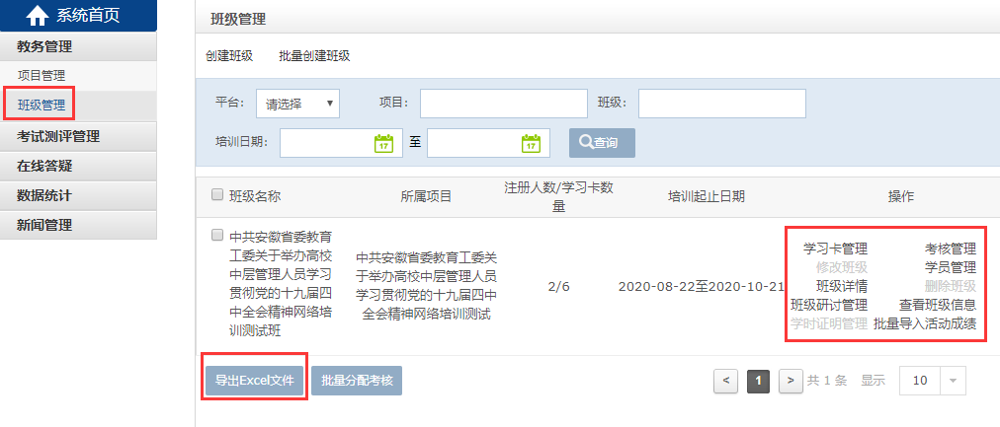 系统首页
教务管理
项目管理
班级管理
考试测评管理
在线答疑
数据统计
新闻管理
班级管理
创建班级 批量创建班级
平台: 请选择 项目: 班级:
培训日期: 17 至 17 查询
班级名称 所属项目 注册人数/学习卡数
量 培训起止日期 操作
中共安徽省委教育
工委关于举办高校
中层管理人员学习
贯彻党的十九届四
中全会精神网络培
训测试班
中共安徽省委教育工委关
于举办高校中层管理人员
学习贯彻党的十九届四中
全会精神网络培训测试
2/6
2020-08-22至2020-10-21
学习卡管理 考核管理
修改班级 学员管理
班级详情 删除班级
班级研讨管理 查看班级信息
学时证明管理 批量导入活动成绩
导出Excel文件 批量分配考核 < 1 > 共 1 条 显示 10